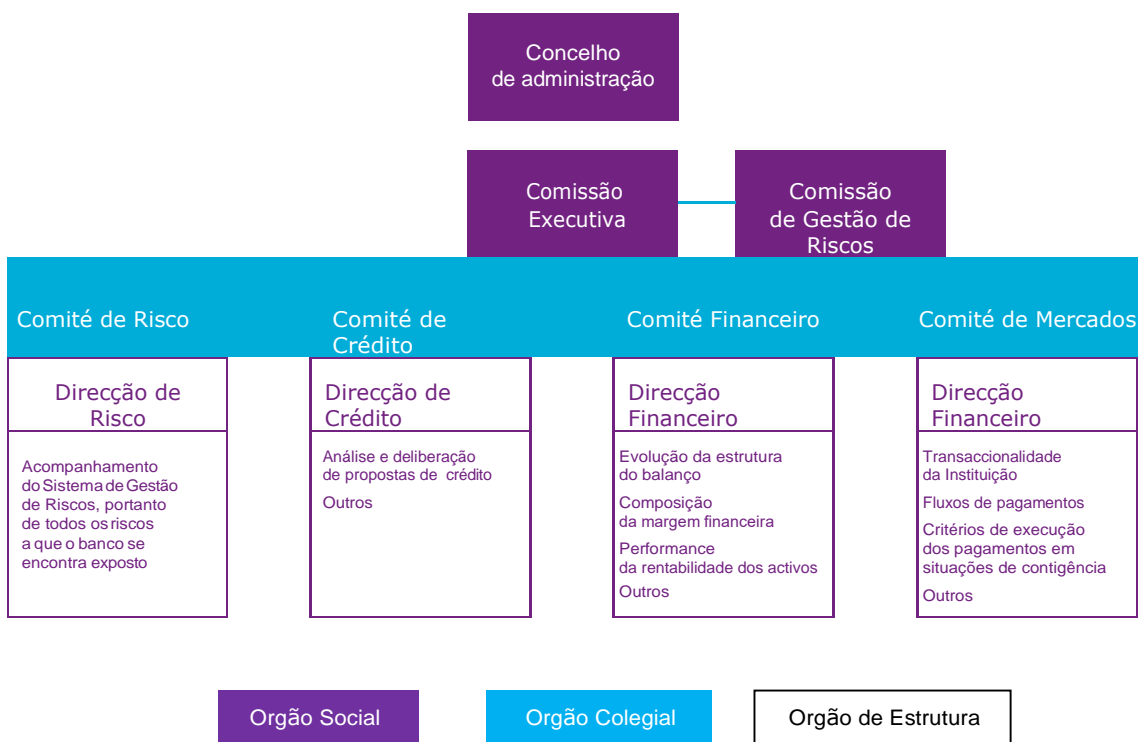 Concelho
de administração
Comissão
Executiva
Comissão
de Gestão de
Riscos
Comité de Risco
Comité de
Crédito
Comité Financeiro
Comité de Mercados
Direcção de
Risco
Acompanhamento
do Sistema de Gestão
de Riscos, portanto
de todos os riscos
a que o banco se
encontra exposto
Direcção de
Crédito
Análise e deliberação
de propostas de crédito
Outros
Direcção
Financeiro
Evolução da estrutura
do balanço
Composição
da margem financeira
Performance
da rentabilidade dos activos
Outros
Direcção
Financeiro
Transaccionalidade
da Instituição
Fluxos de pagamentos
Critérios de execução
dos pagamentos em
situações de contigência
Outros
Orgão Social
Orgão Colegial
Orgão de Estrutura